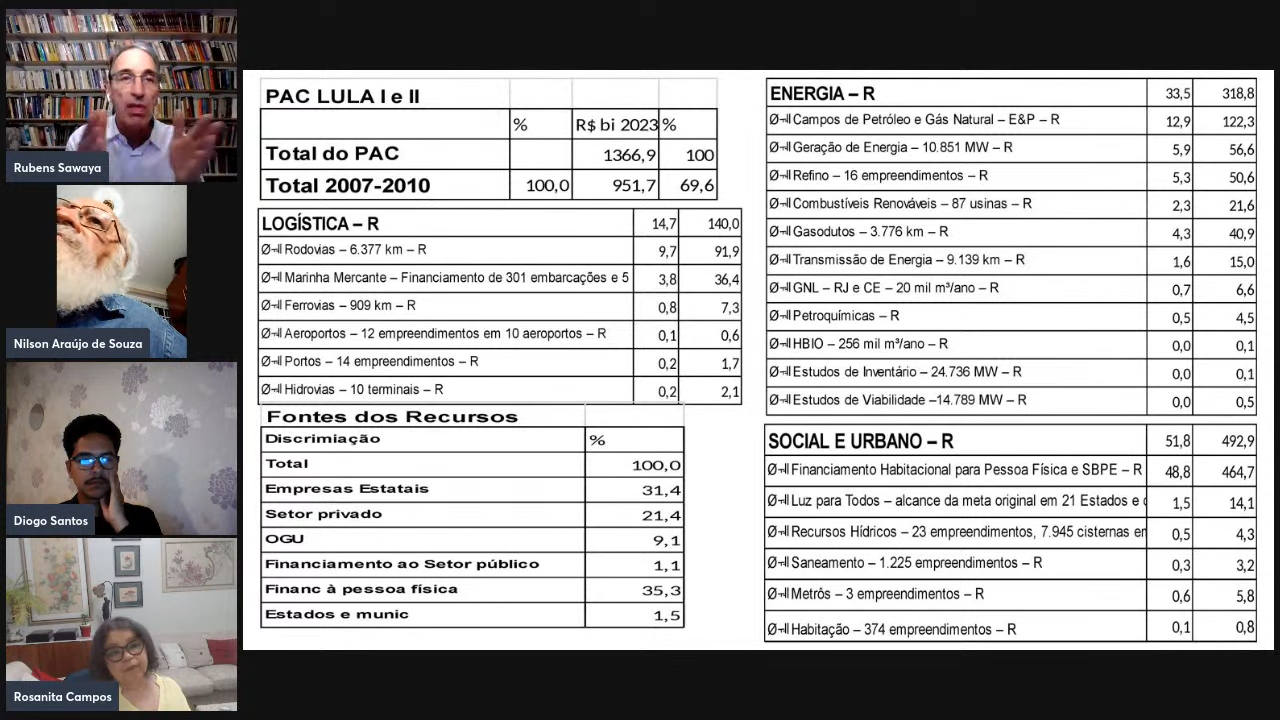 Rubens Sawaya
Nilson Araújo de Souza
Diogo Santos
Rosanita Campos
PAC LULA I e II
% R$ bi 2023 %
Total do PAC 1366,9 100
Total 2007-2010 100,0 951,7 69,6
LOGÍSTICA – R 14,7 140,0
Rodovias – 6.377 km – R 9,7 91,9
Marinha Mercante – Financiamento de 301 embarcações e 5 3,8 36,4
Ferrovias – 909 km – R 0,8 7,3
Aeroportos – 12 empreendimentos em 10 aeroportos – R 0,1 0,6
Portos – 14 empreendimentos – R 0,2 1,7
Hidrovias – 10 terminais – R 0,2 2,1
Fontes dos Recursos
Discrimiação %
Total 100,0
Empresas Estatais 31,4
Setor privado 21,4
OGU 9,1
Financiamento ao Setor público 1,1
Financ à pessoa física 35,3
Estados e munic 1,5
ENERGIA – R 33,5 318,8
Campos de Petróleo e Gás Natural – E&P – R 12,9 122,3
Geração de Energia – 10.851 MW – R 5,9 56,6
Refino – 16 empreendimentos – R 5,3 50,6
Combustíveis Renováveis – 87 usinas – R 2,3 21,6
Gasodutos – 3.776 km – R 4,3 40,9
Transmissão de Energia – 9.139 km – R 1,6 15,0
GNL – RJ e CE – 20 mil m³/ano – R 0,7 6,6
Petroquímicas – R 0,5 4,5
HBIO – 256 mil m³/ano – R 0,0 0,1
Estudos de Inventário – 24.736 MW – R 0,0 0,1
Estudos de Viabilidade –14.789 MW – R 0,0 0,5
SOCIAL E URBANO – R 51,8 492,9
Financiamento Habitacional para Pessoa Física e SBPE – R 48,8 464,7
Luz para Todos – alcance da meta original em 21 Estados e 1,5 14,1
Recursos Hídricos – 23 empreendimentos, 7.945 cisternas 0,5 4,3
Saneamento – 1.225 empreendimentos – R 0,3 3,2
Metrôs – 3 empreendimentos – R 0,6 5,8
Habitação – 374 empreendimentos – R 0,1 0,8